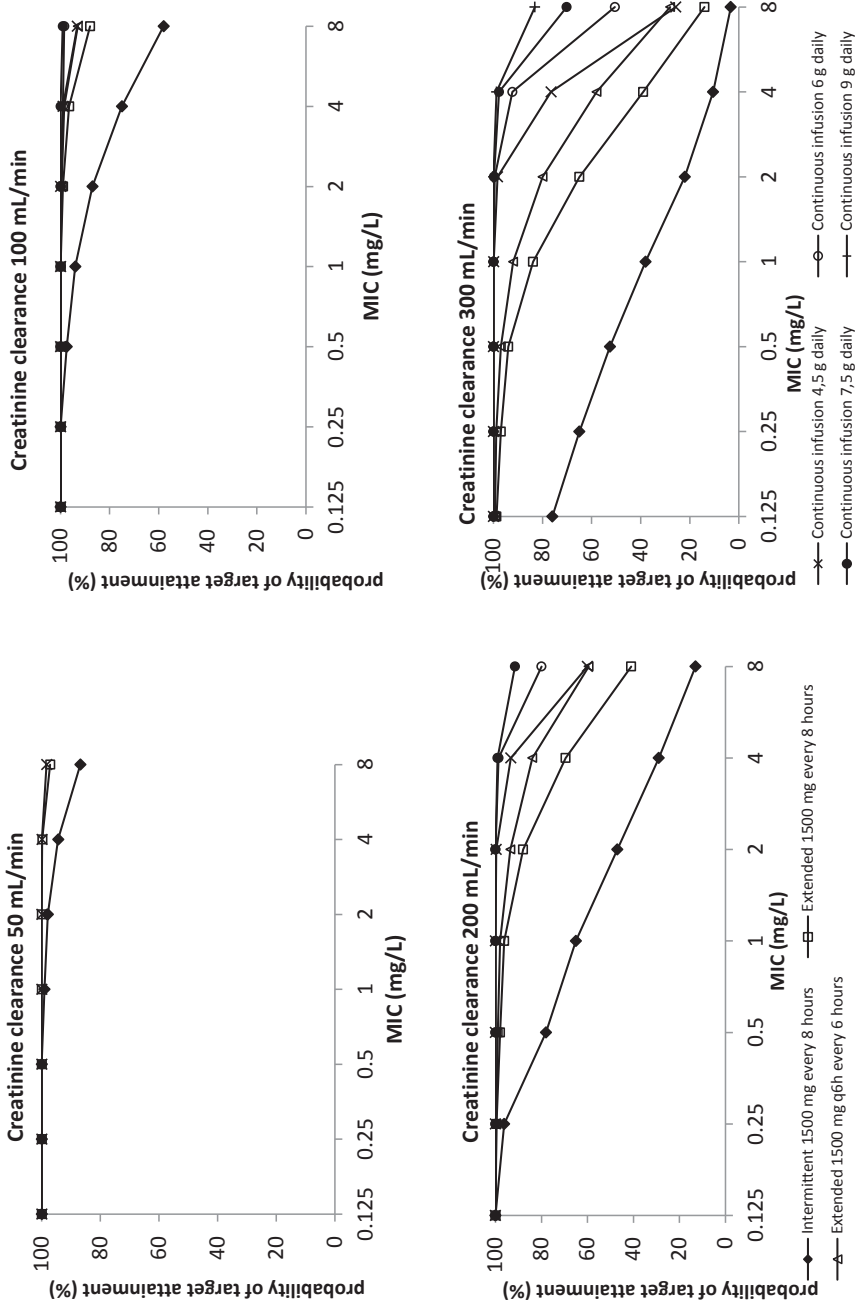 Creatinine clearance 50 mL/min
probability of target attainment (%)
100
80
60
40
20
0
0.125 0.25 0.5 1 2 4 8
MIC (mg/L)
Creatinine clearance 100 mL/min
probability of target attainment (%)
100
80
60
40
20
0
0.125 0.25 0.5 1 2 4 8
MIC (mg/L)
Creatinine clearance 200 mL/min
probability of target attainment (%)
100
80
60
40
20
0
0.125 0.25 0.5 1 2 4 8
MIC (mg/L)
Creatinine clearance 300 mL/min
probability of target attainment (%)
100
80
60
40
20
0
0.125 0.25 0.5 1 2 4 8
MIC (mg/L)
Intermittent 1500 mg every 8 hours
Extended 1500 mg every 8 hours
Continuous infusion 4,5 g daily
Continuous infusion 6 g daily
Extended 1500 mg q6h every 6 hours
Continuous infusion 7,5 g daily
Continuous infusion 9 g daily